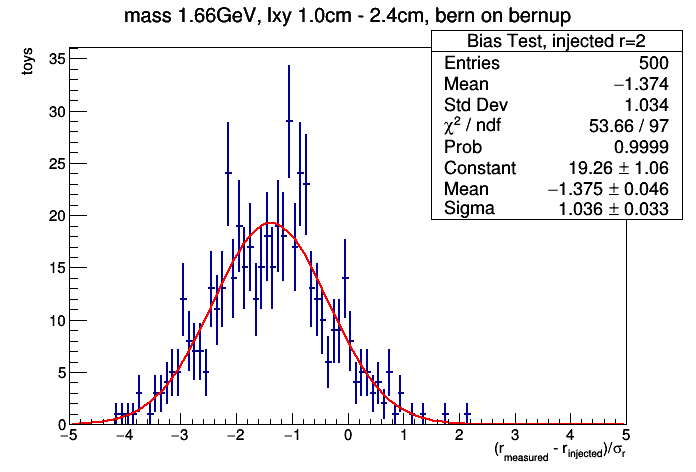 mass 1.66GeV, lxy 1.0cm - 2.4cm, bern on bernup
Bias Test, injected r=2
Entries 500
Mean −1.374
Std Dev 1.034
χ² / ndf 53.66 / 97
Prob 0.9999
Constant 19.26 ± 1.06
Mean −1.375 ± 0.046
Sigma 1.036 ± 0.033
toys
35
30
25
20
15
10
5
0
−5 −4 −3 −2 −1 0 1 2 3 4 5
(r_measured - r_injected)/σ_r